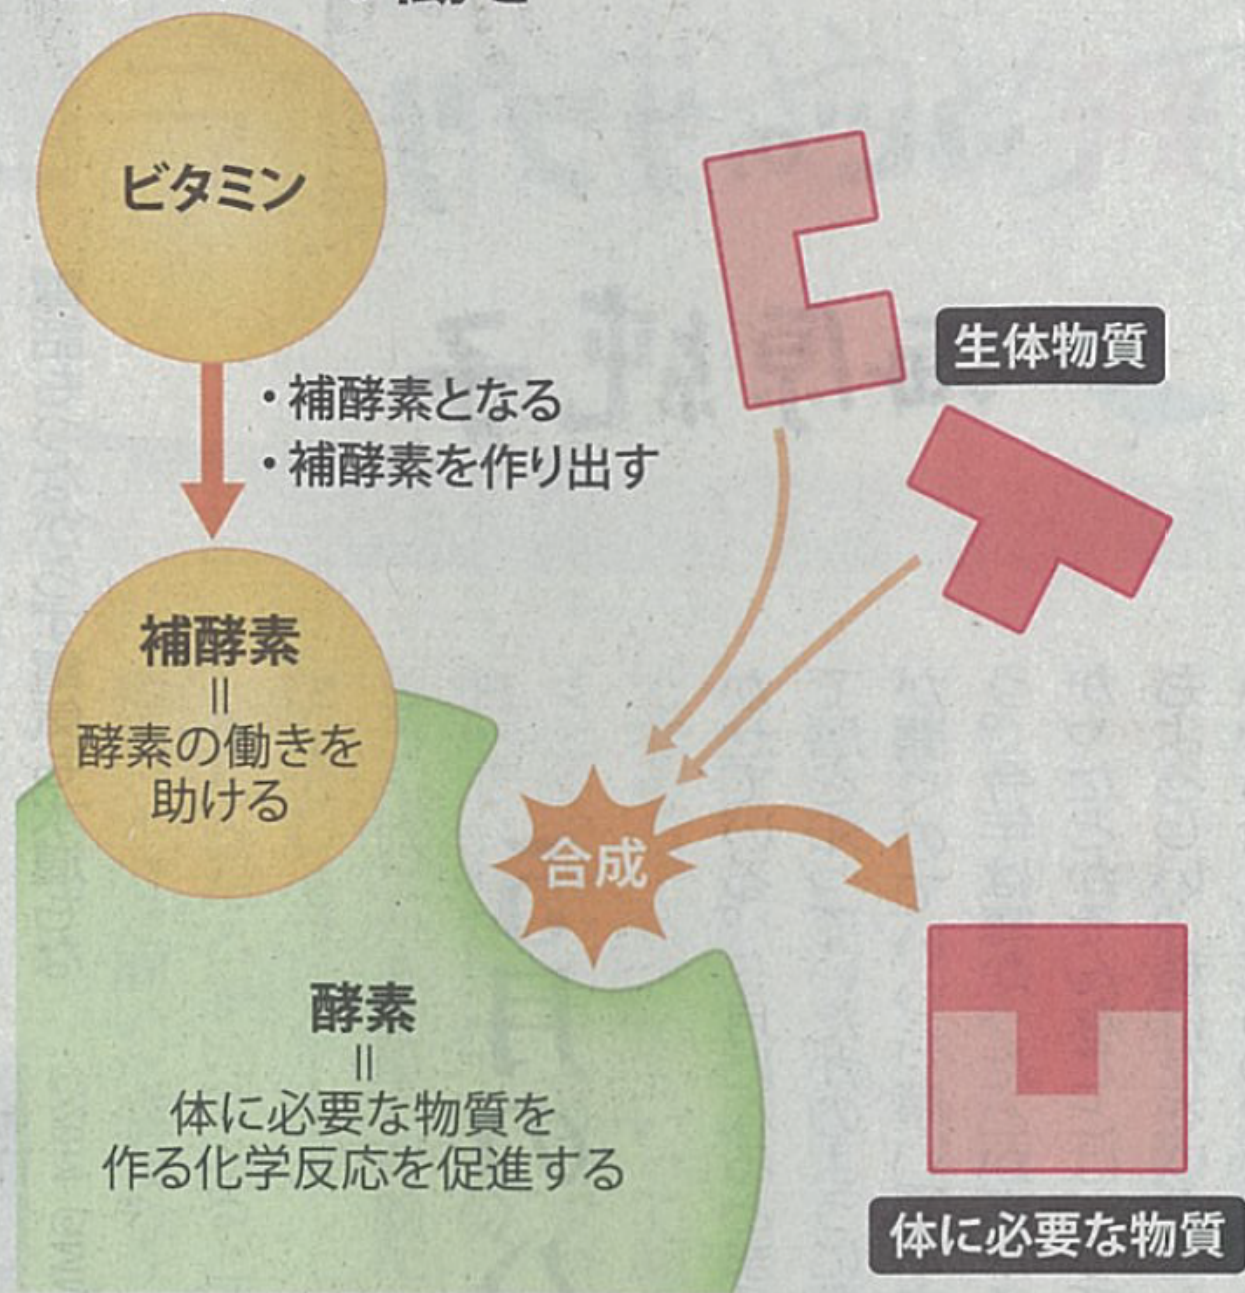 ビタミン
・補酵素となる
・補酵素を作り出す
生体物質
補酵素
=
酵素の働きを
助ける
合成
酵素
=
体に必要な物質を
作る化学反応を促進する
体に必要な物質